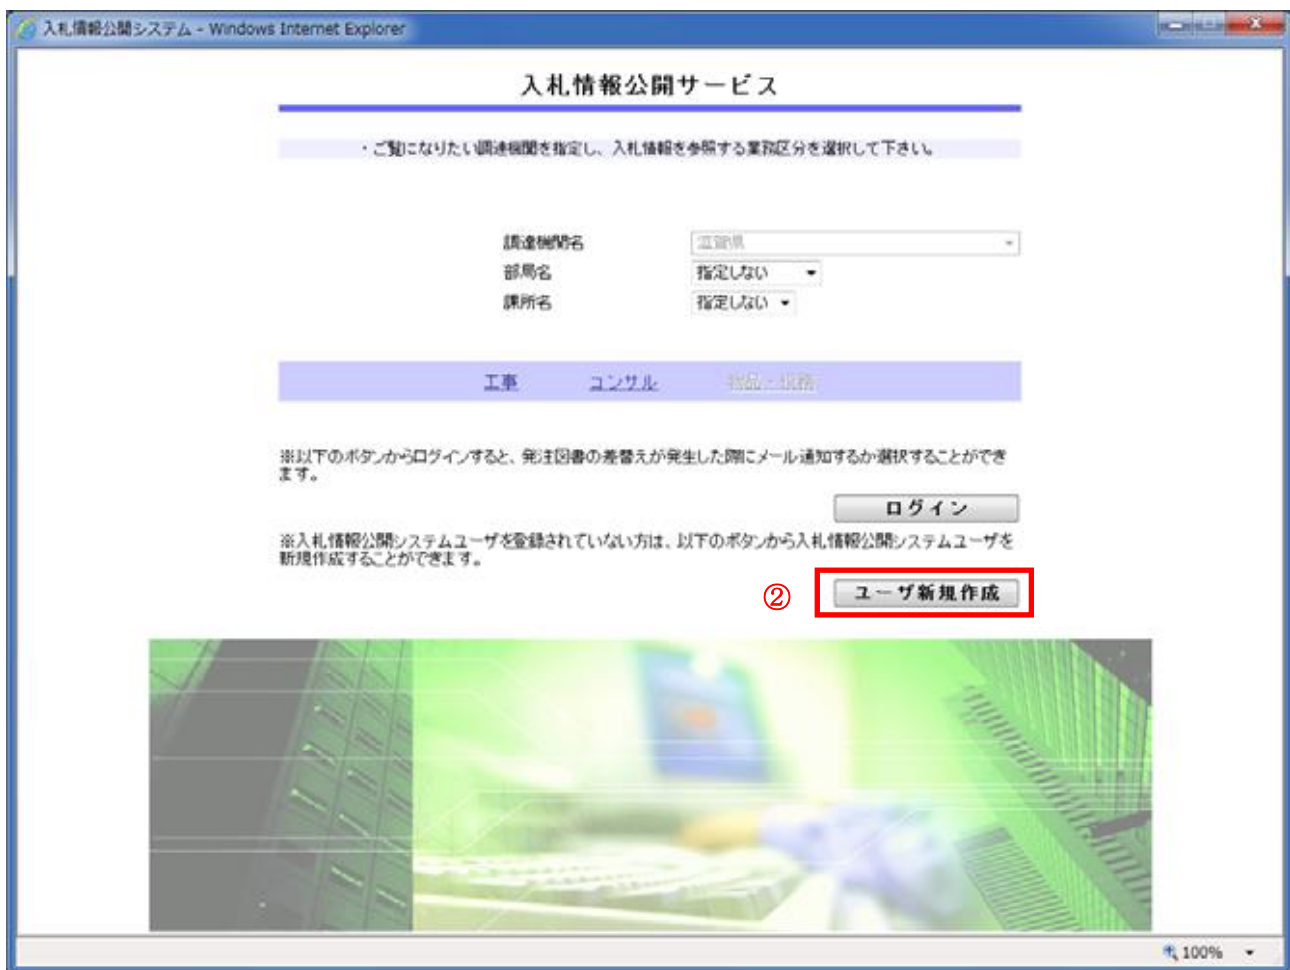 入札情報公開システム - Windows Internet Explorer
入札情報公開サービス
・ご覧になりたい調達機関を指定し、入札情報を参照する業務区分を選択して下さい。
調達機関名 滋賀県
部局名 指定しない
課所名 指定しない
工事 コンサル 物品・役務
※以下のボタンからログインすると、発注図書の差替えが発生した際にメール通知するか選択することができ
ます。
ログイン
※入札情報公開システムユーザを登録されていない方は、以下のボタンから入札情報公開システムユーザを
新規作成することができます。
② ユーザ新規作成
100%